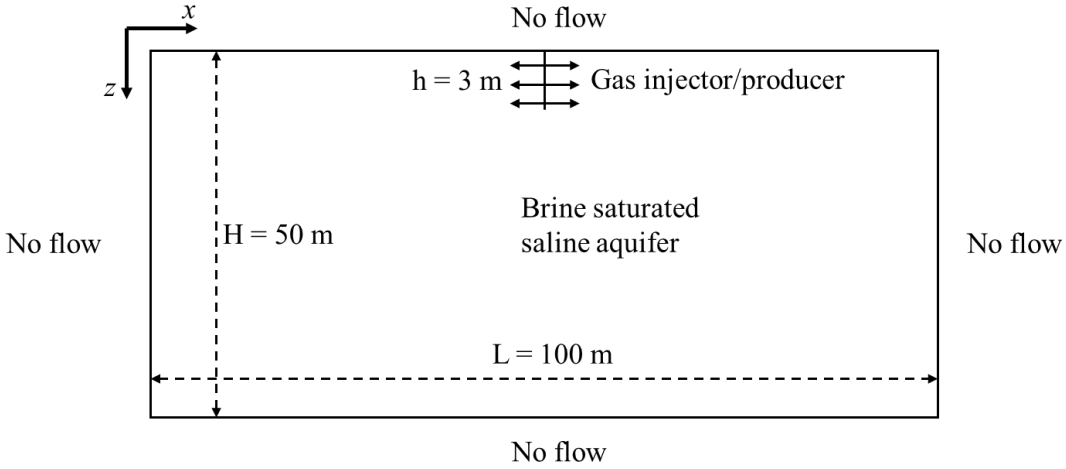 No flow
x
z
h = 3 m
Gas injector/producer
Brine saturated
saline aquifer
No flow
H = 50 m
No flow
L = 100 m
No flow